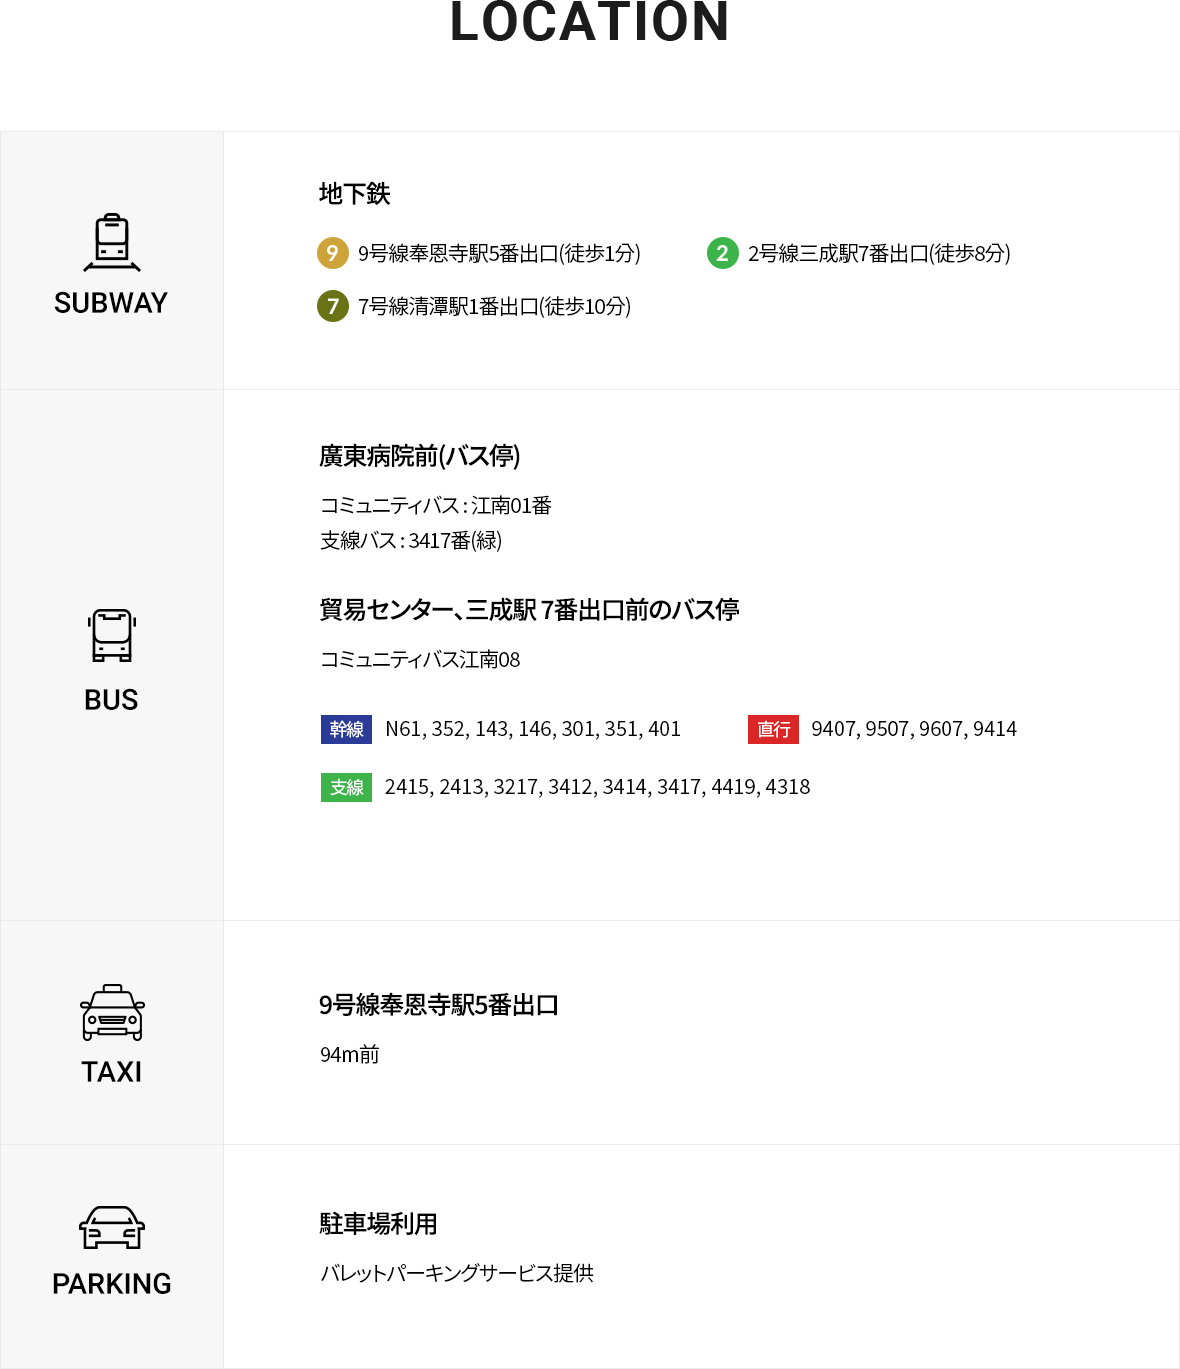 LOCATION
SUBWAY
地下鉄
9 9号線奉恩寺駅5番出口(徒歩1分)
2 2号線三成駅7番出口(徒歩8分)
7 7号線清潭駅1番出口(徒歩10分)
BUS
廣東病院前(バス停)
コミュニティバス : 江南01番
支線バス : 3417番(緑)
貿易センター、三成駅 7番出口前のバス停
コミュニティバス江南08
幹線 N61, 352, 143, 146, 301, 351, 401
直行 9407, 9507, 9607, 9414
支線 2415, 2413, 3217, 3412, 3414, 3417, 4419, 4318
TAXI
9号線奉恩寺駅5番出口
94m前
PARKING
駐車場利用
バレットパーキングサービス提供